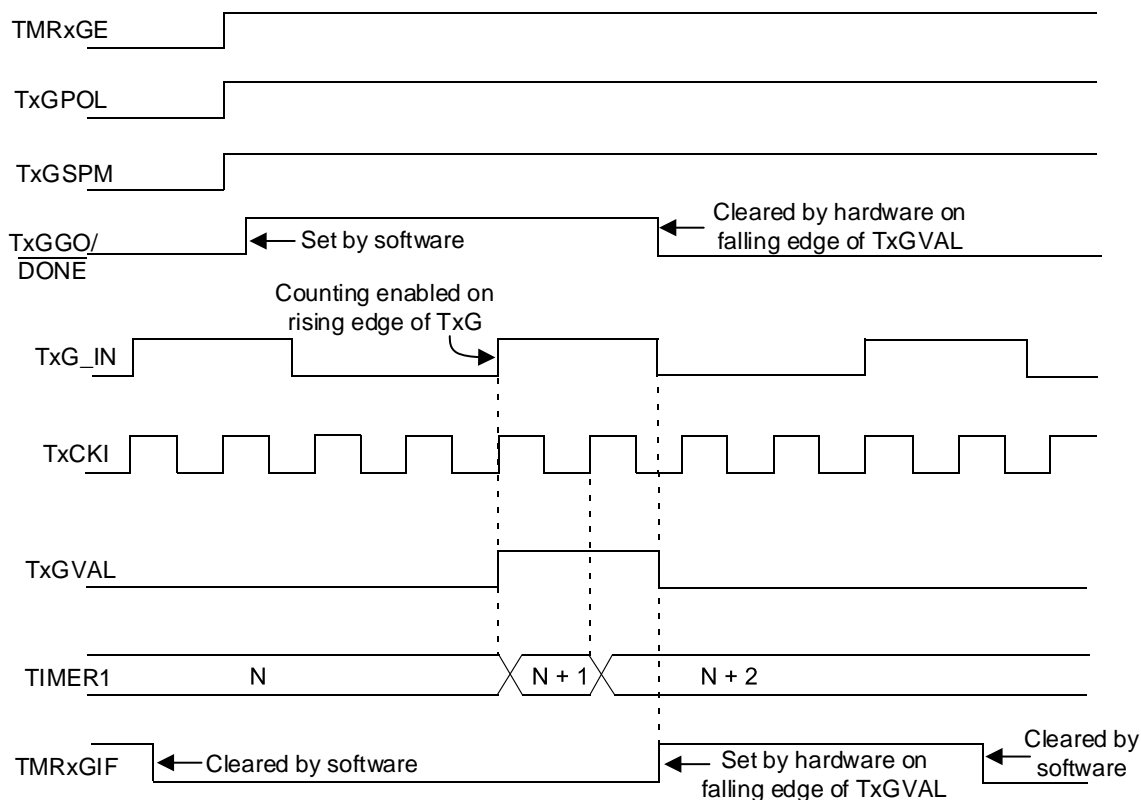 TMRxGE
TxGPOL
TxGSPM
TxGGO/
DONE
Set by software
Cleared by hardware on
falling edge of TxGVAL
Counting enabled on
rising edge of TxG
TxG_IN
TxCKI
TxGVAL
TIMER1
N
N + 1
N + 2
TMRxGIF
Cleared by software
Set by hardware on
falling edge of TxGVAL
Cleared by
software